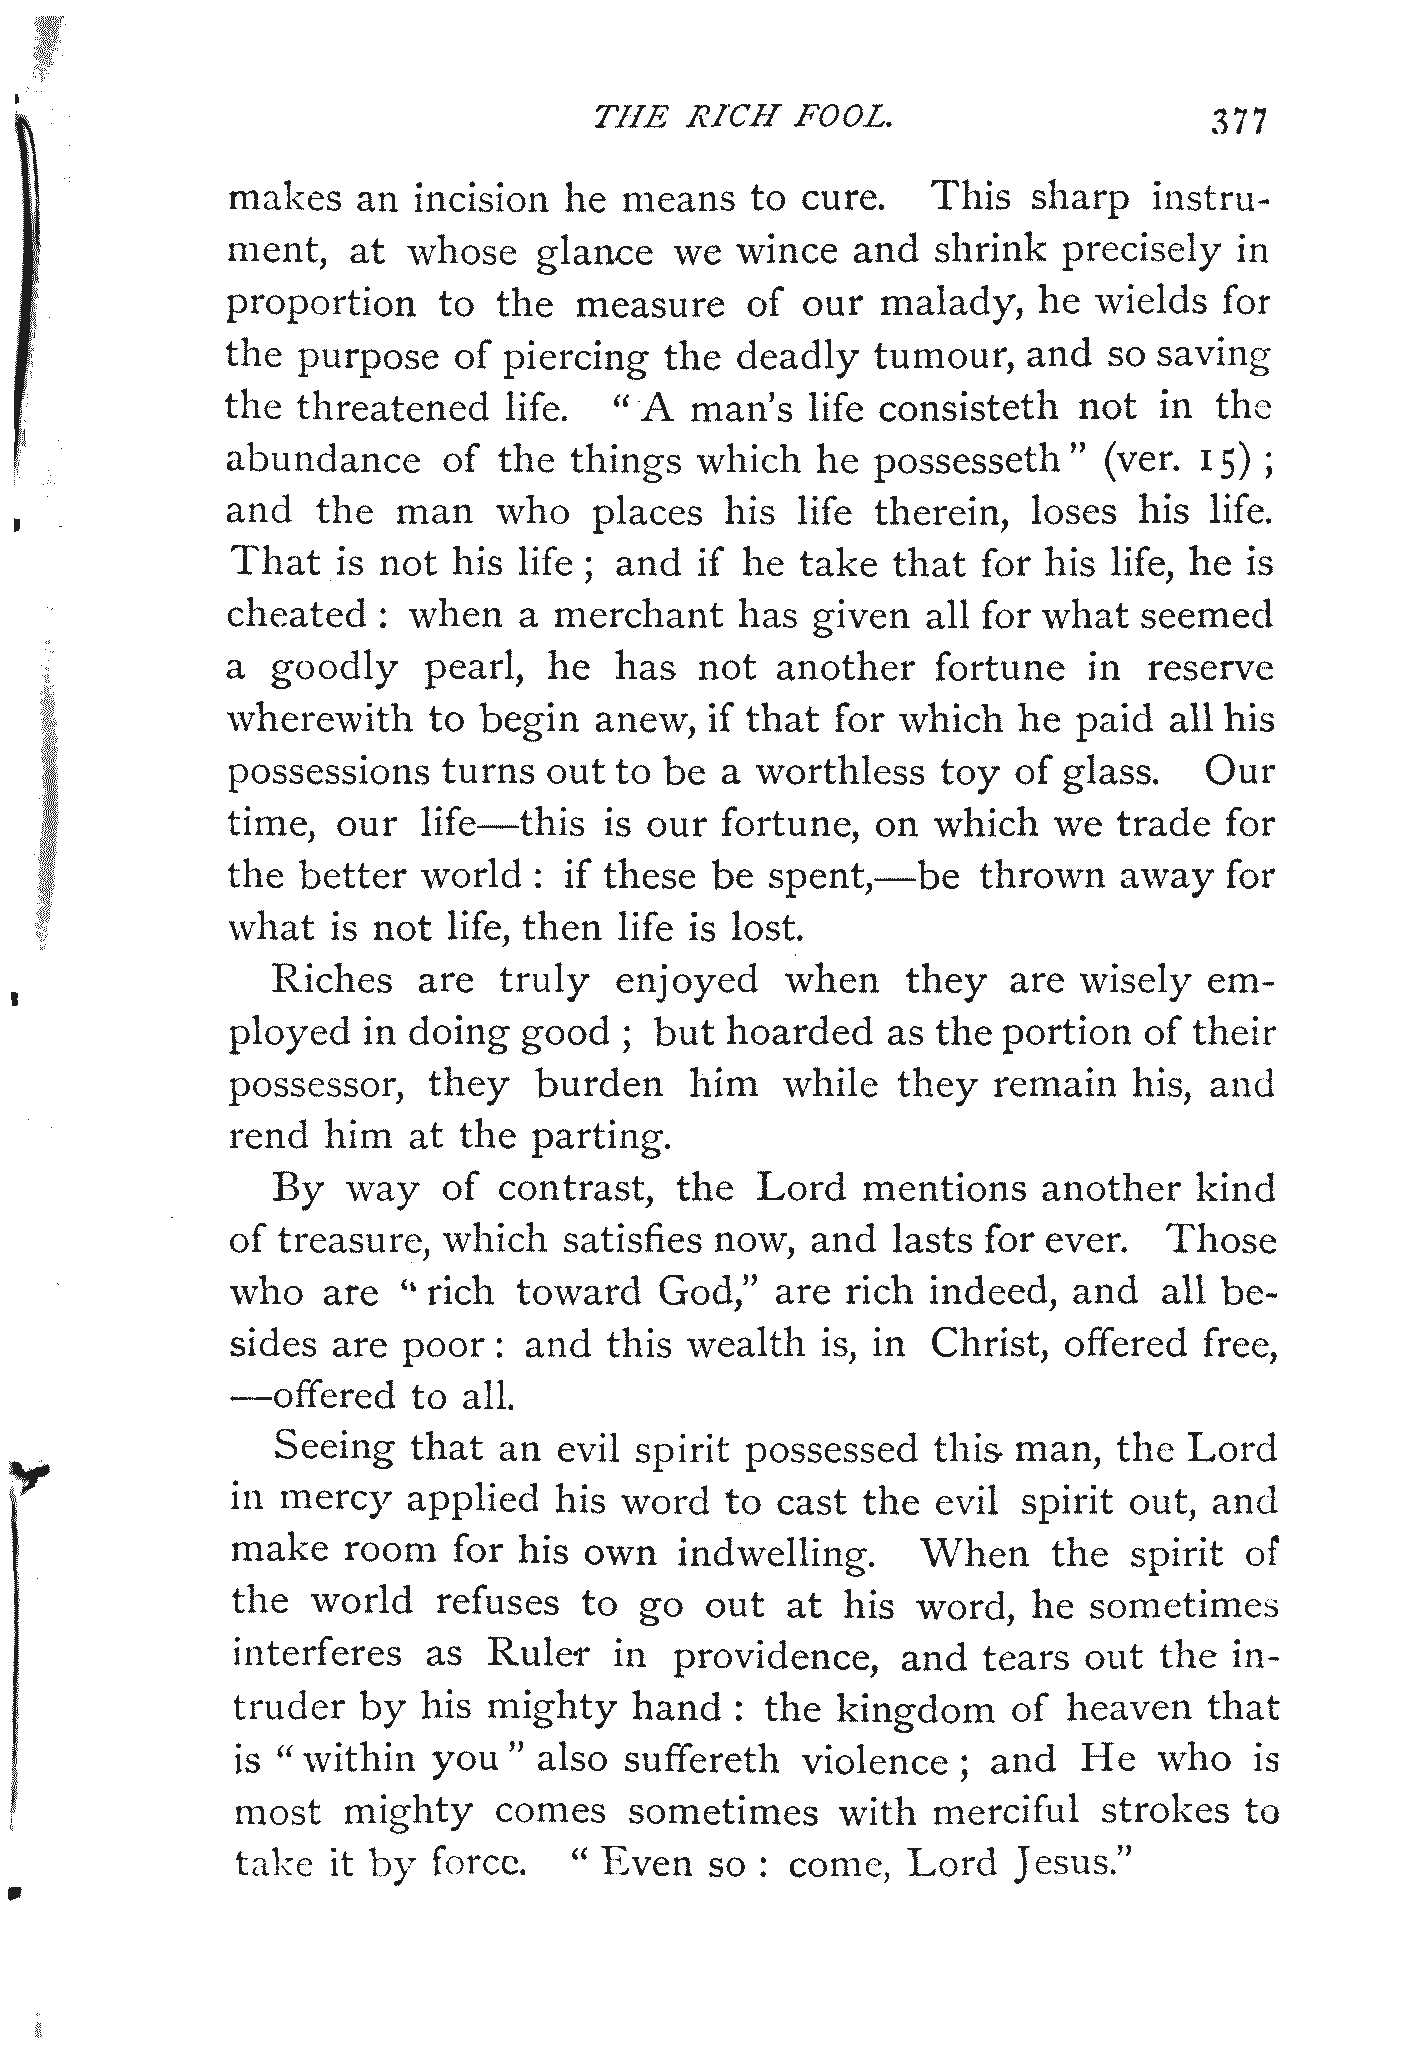 THE RICH FOOL. 377
makes an incision he means to cure. This sharp instru-
ment, at whose glance we wince and shrink precisely in
proportion to the measure of our malady, he wields for
the purpose of piercing the deadly tumour, and so saving
the threatened life. “A man’s life consisteth not in the
abundance of the things which he possesseth” (ver. 15);
and the man who places his life therein, loses his life.
That is not his life; and if he take that for his life, he is
cheated: when a merchant has given all for what seemed
a goodly pearl, he has not another fortune in reserve
wherewith to begin anew, if that for which he paid all his
possessions turns out to be a worthless toy of glass. Our
time, our life—this is our fortune, on which we trade for
the better world: if these be spent,—be thrown away for
what is not life, then life is lost.
Riches are truly enjoyed when they are wisely em-
ployed in doing good; but hoarded as the portion of their
possessor, they burden him while they remain his, and
rend him at the parting.
By way of contrast, the Lord mentions another kind
of treasure, which satisfies now, and lasts for ever. Those
who are “rich toward God,” are rich indeed, and all be-
sides are poor: and this wealth is, in Christ, offered free,
—offered to all.
Seeing that an evil spirit possessed this man, the Lord
in mercy applied his word to cast the evil spirit out, and
make room for his own indwelling. When the spirit of
the world refuses to go out at his word, he sometimes
interferes as Ruler in providence, and tears out the in-
truder by his mighty hand: the kingdom of heaven that
is “within you” also suffereth violence; and He who is
most mighty comes sometimes with merciful strokes to
take it by force. “Even so: come, Lord Jesus.”